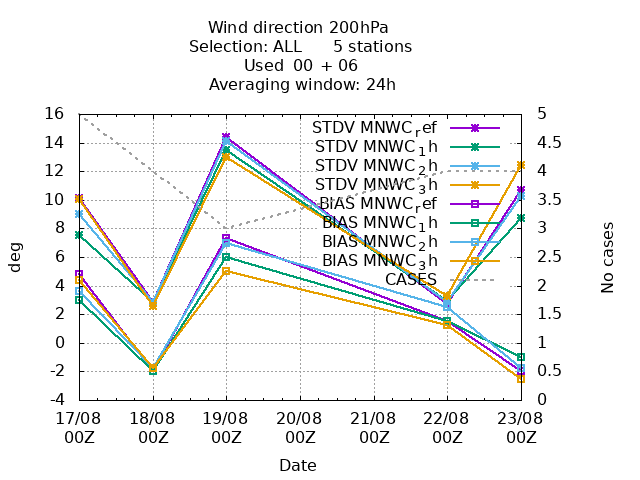 Wind direction 200hPa
Selection: ALL      5 stations
Used  00 + 06
Averaging window: 24h
16
14
12
10
8
6
4
2
0
-2
-4
deg
5
4.5
4
3.5
3
2.5
2
1.5
1
0.5
0
No cases
STDV MNWC_ref
STDV MNWC_1h
STDV MNWC_2h
STDV MNWC_3h
BIAS MNWC_ref
BIAS MNWC_1h
BIAS MNWC_2h
BIAS MNWC_3h
CASES
17/08 18/08 19/08 20/08 21/08 22/08 23/08
00Z 00Z 00Z 00Z 00Z 00Z 00Z
Date